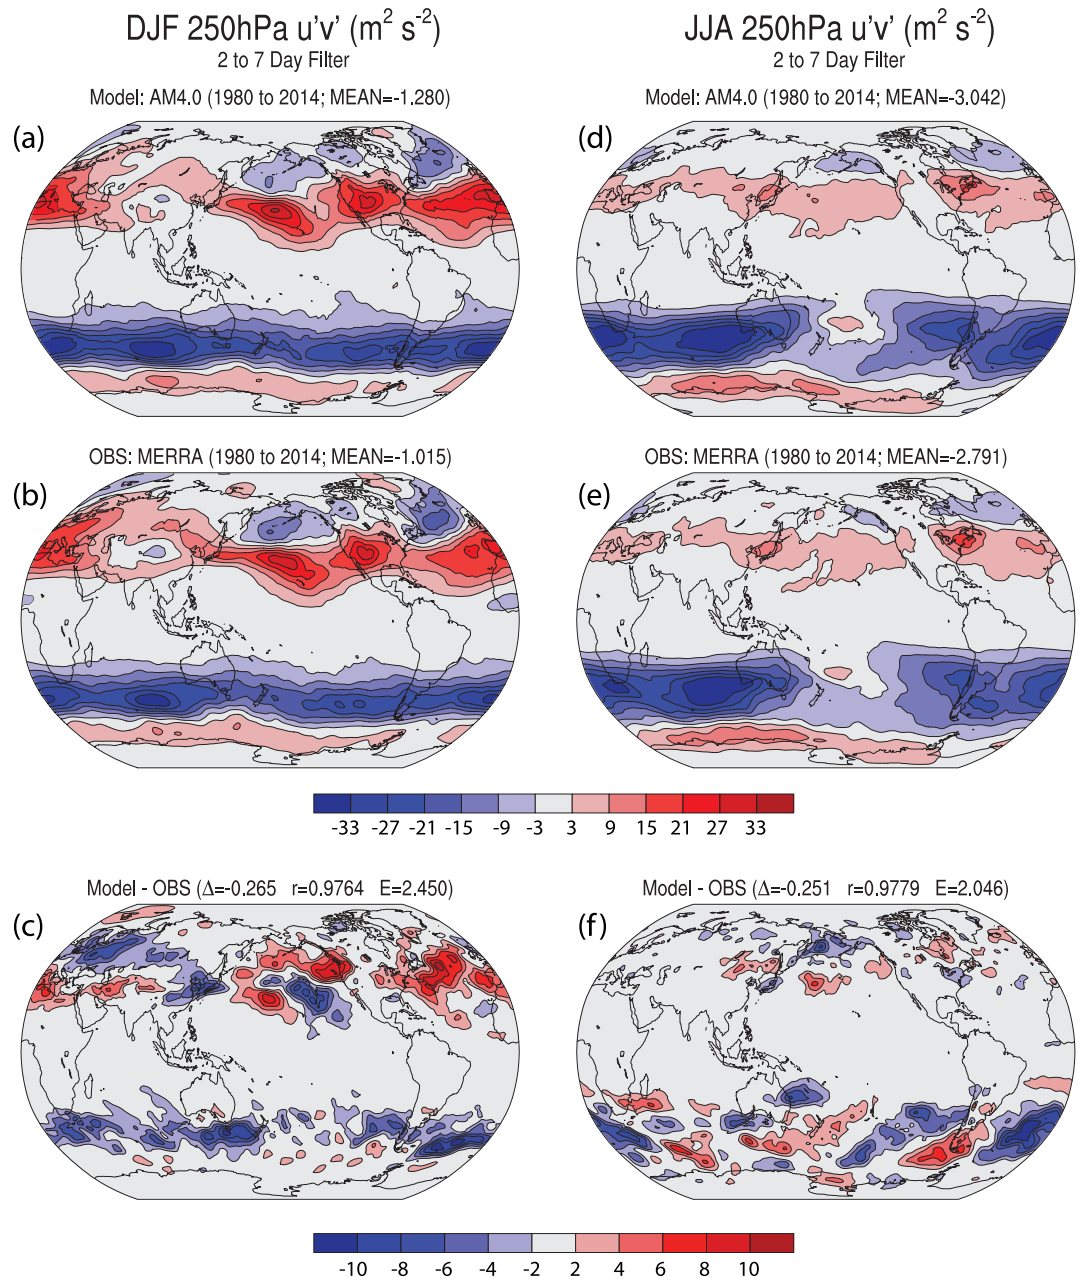 DJF 250hPa u'v' (m² s⁻²)
2 to 7 Day Filter
Model: AM4.0 (1980 to 2014; MEAN=-1.280)
(a)
OBS: MERRA (1980 to 2014; MEAN=-1.015)
(b)
JJA 250hPa u'v' (m² s⁻²)
2 to 7 Day Filter
Model: AM4.0 (1980 to 2014; MEAN=-3.042)
(d)
OBS: MERRA (1980 to 2014; MEAN=-2.791)
(e)
-33 -27 -21 -15 -9 -3 3 9 15 21 27 33
Model - OBS (Δ=-0.265 r=0.9764 E=2.450)
(c)
Model - OBS (Δ=-0.251 r=0.9779 E=2.046)
(f)
-10 -8 -6 -4 -2 2 4 6 8 10